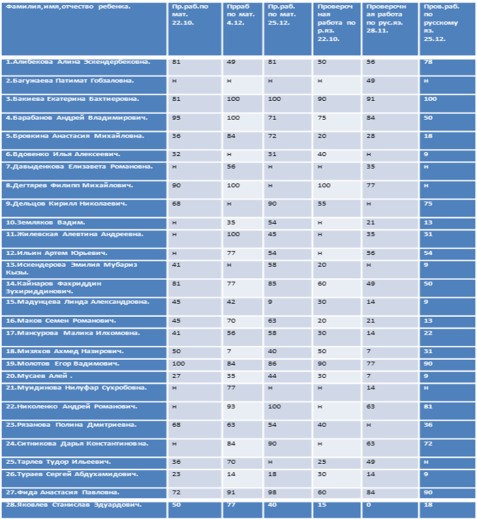 Фамилия,имя,отчество ребенка. Пр.раб.по мат. 22.10. Прраб по мат. 4.12. Пр.раб. по мат. 25.12. Провероч ная работа по р.яз. 22.10. Проверочн ая работа по рус.яз. 28.11. Пров.раб. по русскому яз. 25.12.
1.Алибекова Алина Эскендербековна. 81 49 81 50 56 78
2.Багужаева Патимат Гобзаловна. н н н н 49 н
3.Бакиева Екатерина Бахтиеровна. 81 100 100 90 91 100
4.Барабанов Андрей Владимирович. 95 100 71 75 84 50
5.Бровкина Анастасия Михайловна. 36 84 72 20 28 18
6.Вдовенко Илья Алексеевич. 32 н 31 40 н 9
7.Давыденкова Елизавета Романовна. н 56 н н 35 н
8.Дегтярев Филипп Михайлович. 90 100 н 100 77 н
9.Дельцов Кирилл Николаевич. 68 н 90 55 н 75
10.Земляков Вадим. н 35 54 н 21 13
11.Жилевская Алевтина Андреевна. н 100 45 н 35 31
12.Ильин Артем Юрьевич. н 77 54 н 56 54
13.Искендерова Эмилия Мубариз
Кызы. 41 н 58 20 н 9
14.Кайнаров Фахриддин
Зухириддинович. 81 77 85 60 49 50
15.Мадунцева Линда Александровна. 45 42 9 30 14 9
16.Маков Семен Романович. 45 70 63 20 21 13
17.Мансурова Малика Илхомовна. 41 56 58 30 14 22
18.Мизяхов Ахмед Назирович. 50 7 40 50 7 31
19.Молотов Егор Вадимович. 100 84 86 90 77 90
20.Мусаев Алей . 27 35 44 30 7 9
21.Муидинова Нилуфар Сухробовна. н 77 н н 14 н
22.Николенко Андрей Романович. н 93 100 н 63 81
23.Рязанова Полина Дмитриевна. 68 63 54 40 н 36
24.Ситникова Дарья Константиновна. н 84 90 н 63 72
25.Тарлев Тудор Ильеевич. 36 70 н 25 49 н
26.Тураев Сергей Абдухамидович. 23 14 18 30 14 9
27.Фида Анастасия Павловна. 72 91 98 60 84 90
28.Яковлев Станислав Эдуардович. 50 77 40 15 0 18